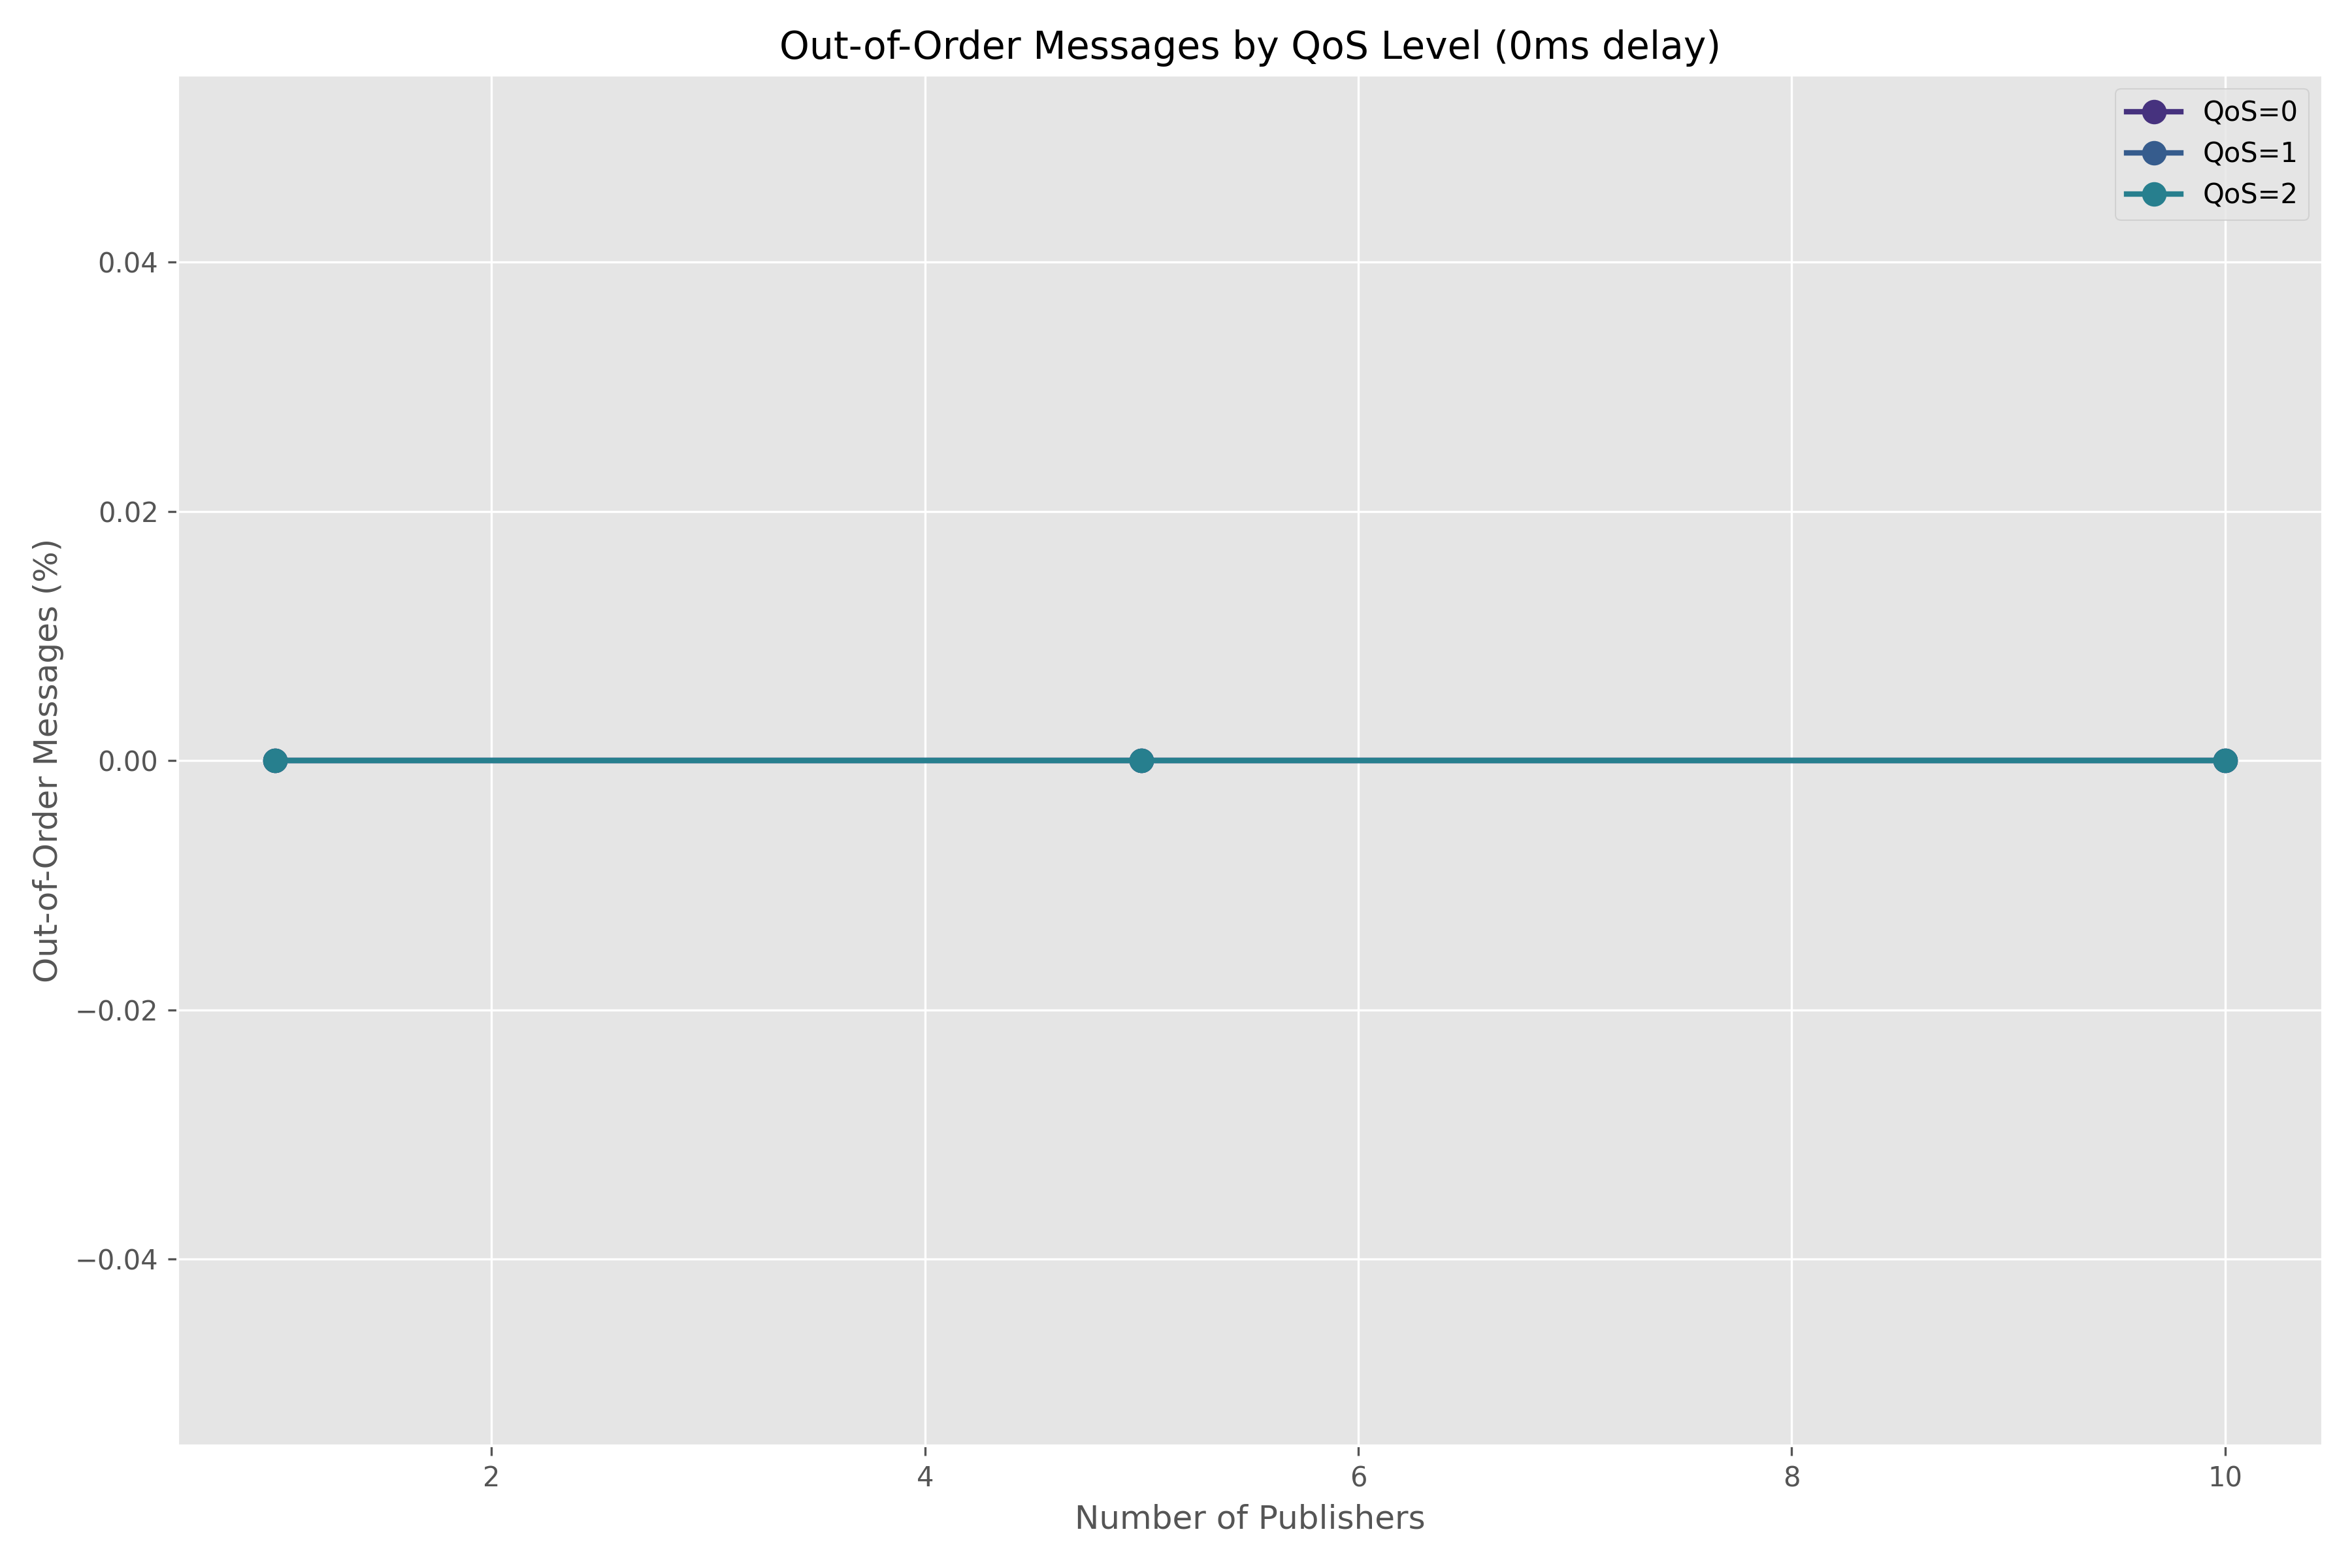 Out-of-Order Messages by QoS Level (0ms delay)
QoS=0
QoS=1
QoS=2
Out-of-Order Messages (%)
0.04
0.02
0.00
−0.02
−0.04
2 4 6 8 10
Number of Publishers